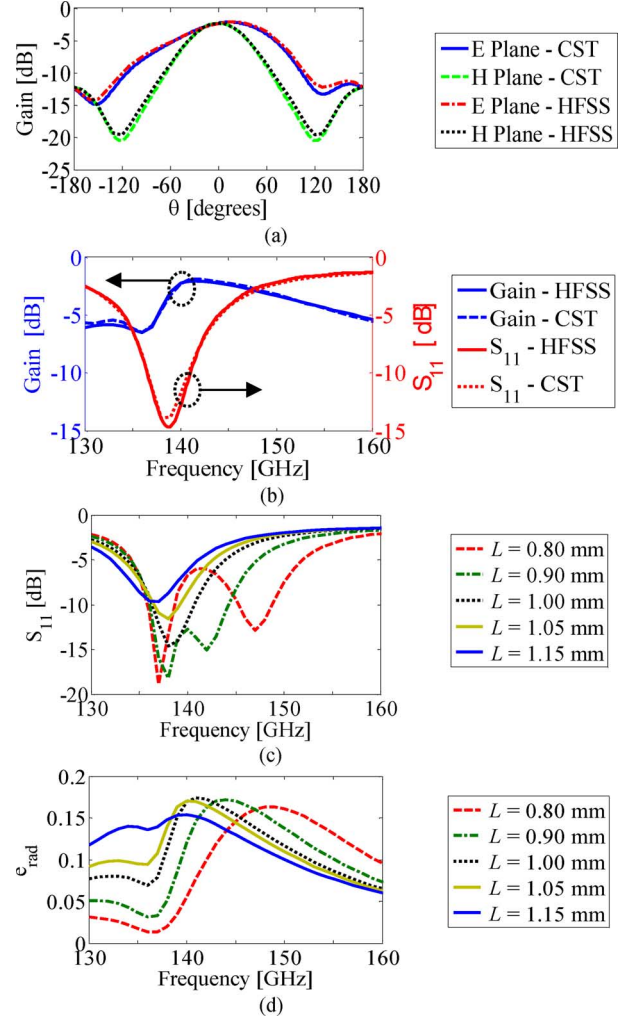 0
-5
-10
-15
-20
-25
Gain [dB]
-180 -120 -60 0 60 120 180
θ [degrees]
E Plane - CST
H Plane - CST
E Plane - HFSS
H Plane - HFSS
(a)
0
-5
-10
-15
Gain [dB]
0
-5
-10
-15
S11 [dB]
130 140 150 160
Frequency [GHz]
Gain - HFSS
Gain - CST
S11 - HFSS
S11 - CST
(b)
0
-5
-10
-15
-20
S11 [dB]
130 140 150 160
Frequency [GHz]
L = 0.80 mm
L = 0.90 mm
L = 1.00 mm
L = 1.05 mm
L = 1.15 mm
(c)
0.2
0.15
0.1
0.05
0
erad
130 140 150 160
Frequency [GHz]
L = 0.80 mm
L = 0.90 mm
L = 1.00 mm
L = 1.05 mm
L = 1.15 mm
(d)